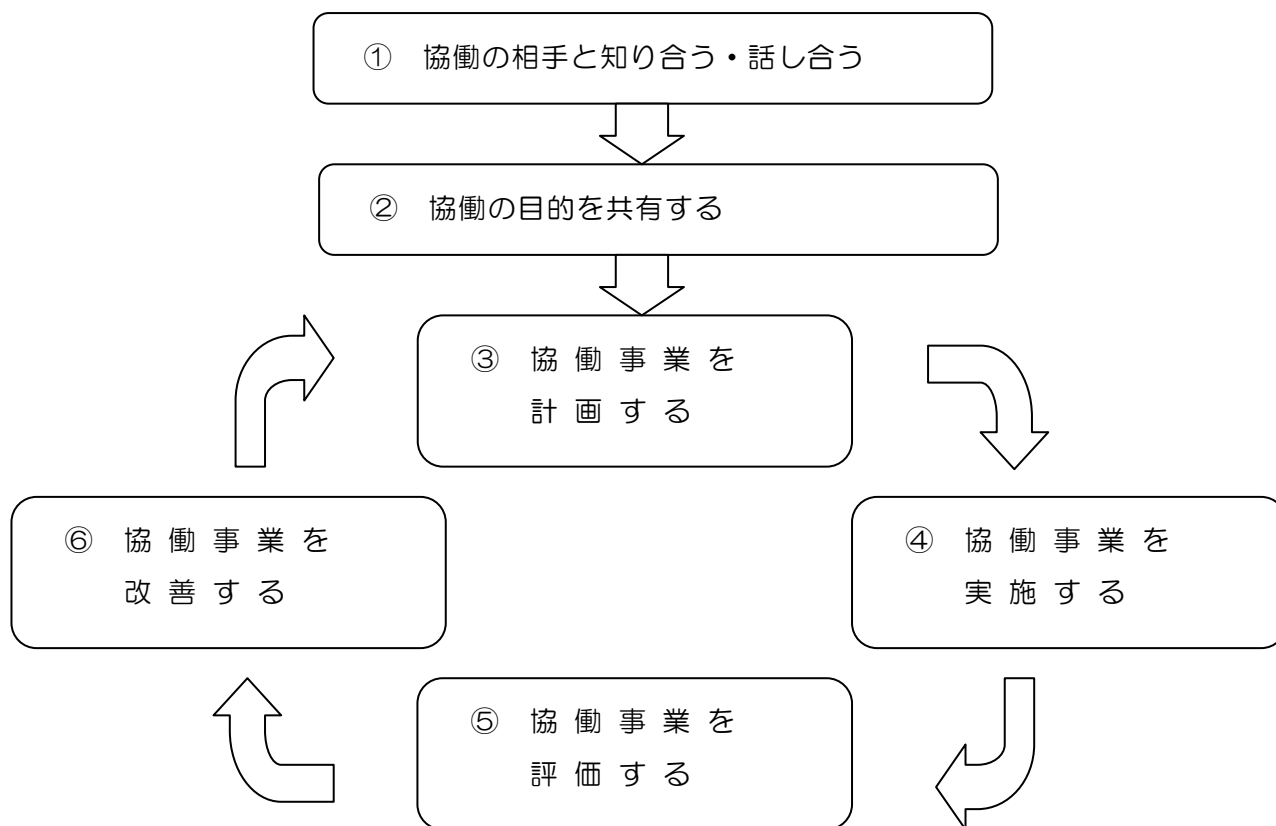 ① 協働の相手と知り合う・話し合う
② 協働の目的を共有する
③ 協働事業を
計画する
④ 協働事業を
実施する
⑤ 協働事業を
評価する
⑥ 協働事業を
改善する